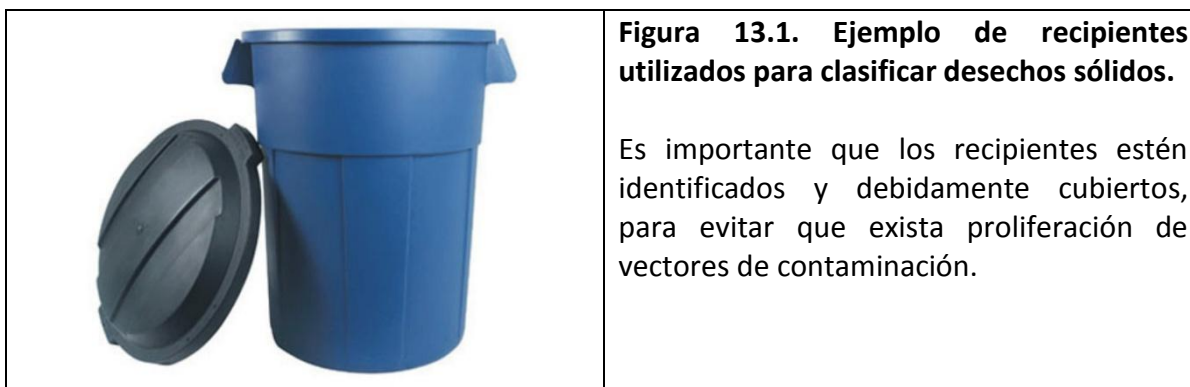 Figura 13.1. Ejemplo de recipientes
utilizados para clasificar desechos sólidos.
Es importante que los recipientes estén
identificados y debidamente cubiertos,
para evitar que exista proliferación de
vectores de contaminación.